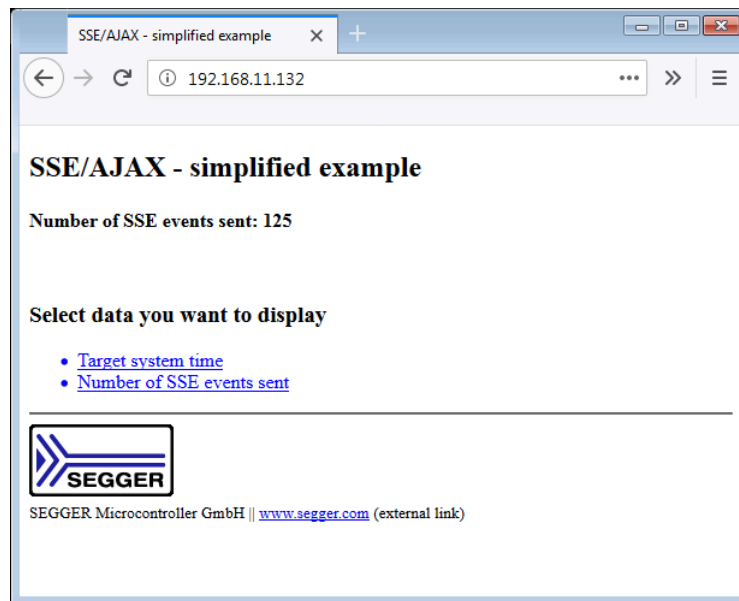 SSE/AJAX - simplified example
192.168.11.132
SSE/AJAX - simplified example
Number of SSE events sent: 125
Select data you want to display
Target system time
Number of SSE events sent
SEGGER
SEGGER Microcontroller GmbH || www.segger.com (external link)